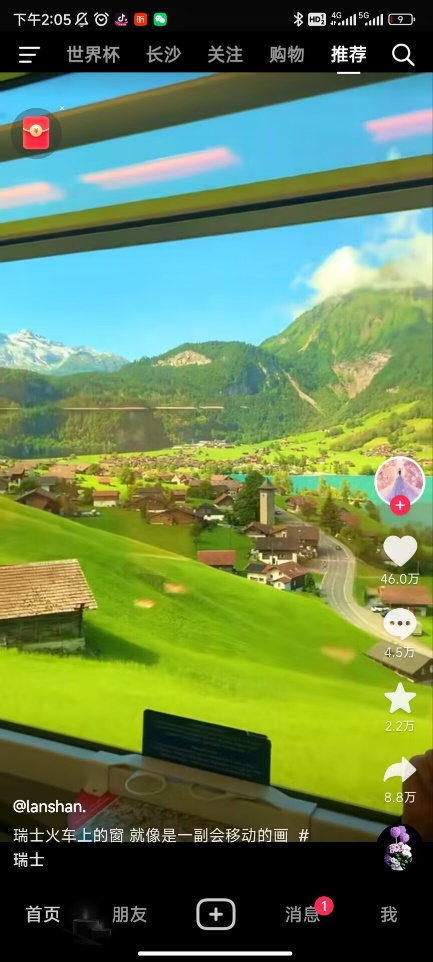 下午2:05
HD
4G
5G
9
世界杯 长沙 关注 购物 推荐
46.0万
4.5万
2.2万
8.8万
@lanshan.
瑞士火车上的窗 就像是一副会移动的画 #
瑞士
首页 朋友 消息 1 我